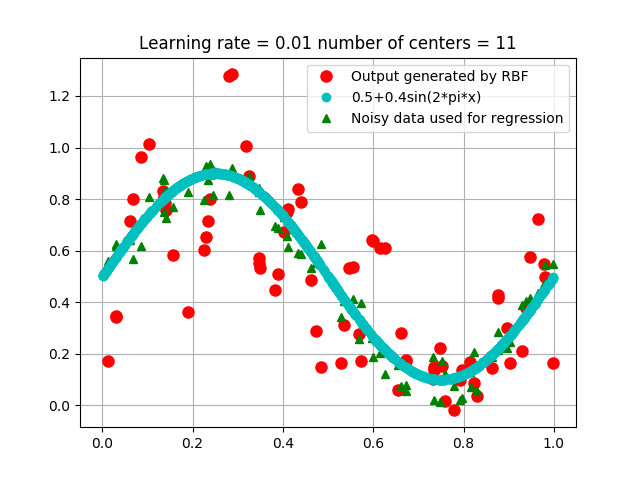 Learning rate = 0.01 number of centers = 11
Output generated by RBF
0.5+0.4sin(2*pi*x)
Noisy data used for regression
1.2
1.0
0.8
0.6
0.4
0.2
0.0
0.0 0.2 0.4 0.6 0.8 1.0